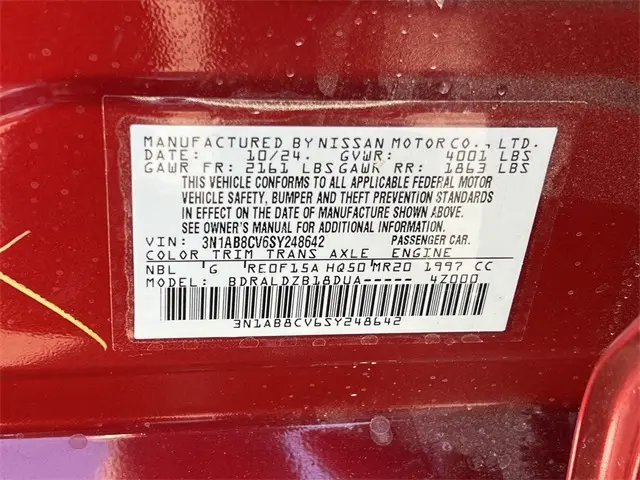 MANUFACTURED BY NISSAN MOTOR CO., LTD.
DATE: 10/24. GVWR: 4001 LBS
GAWR FR: 2161 LBS GAWR RR: 1863 LBS
THIS VEHICLE CONFORMS TO ALL APPLICABLE FEDERAL MOTOR
VEHICLE SAFETY, BUMPER AND THEFT PREVENTION STANDARDS
IN EFFECT ON THE DATE OF MANUFACTURE SHOWN ABOVE.
SEE OWNER'S MANUAL FOR ADDITIONAL INFORMATION.
VIN: 3N1AB8CV6SY248642 PASSENGER CAR.
COLOR TRIM TRANS AXLE ENGINE
NBL G RE0F15A HQ50 MR20 1997 CC
MODEL: BDRALDZB18DUA----- 4Z000
3N1AB8CV6SY248642